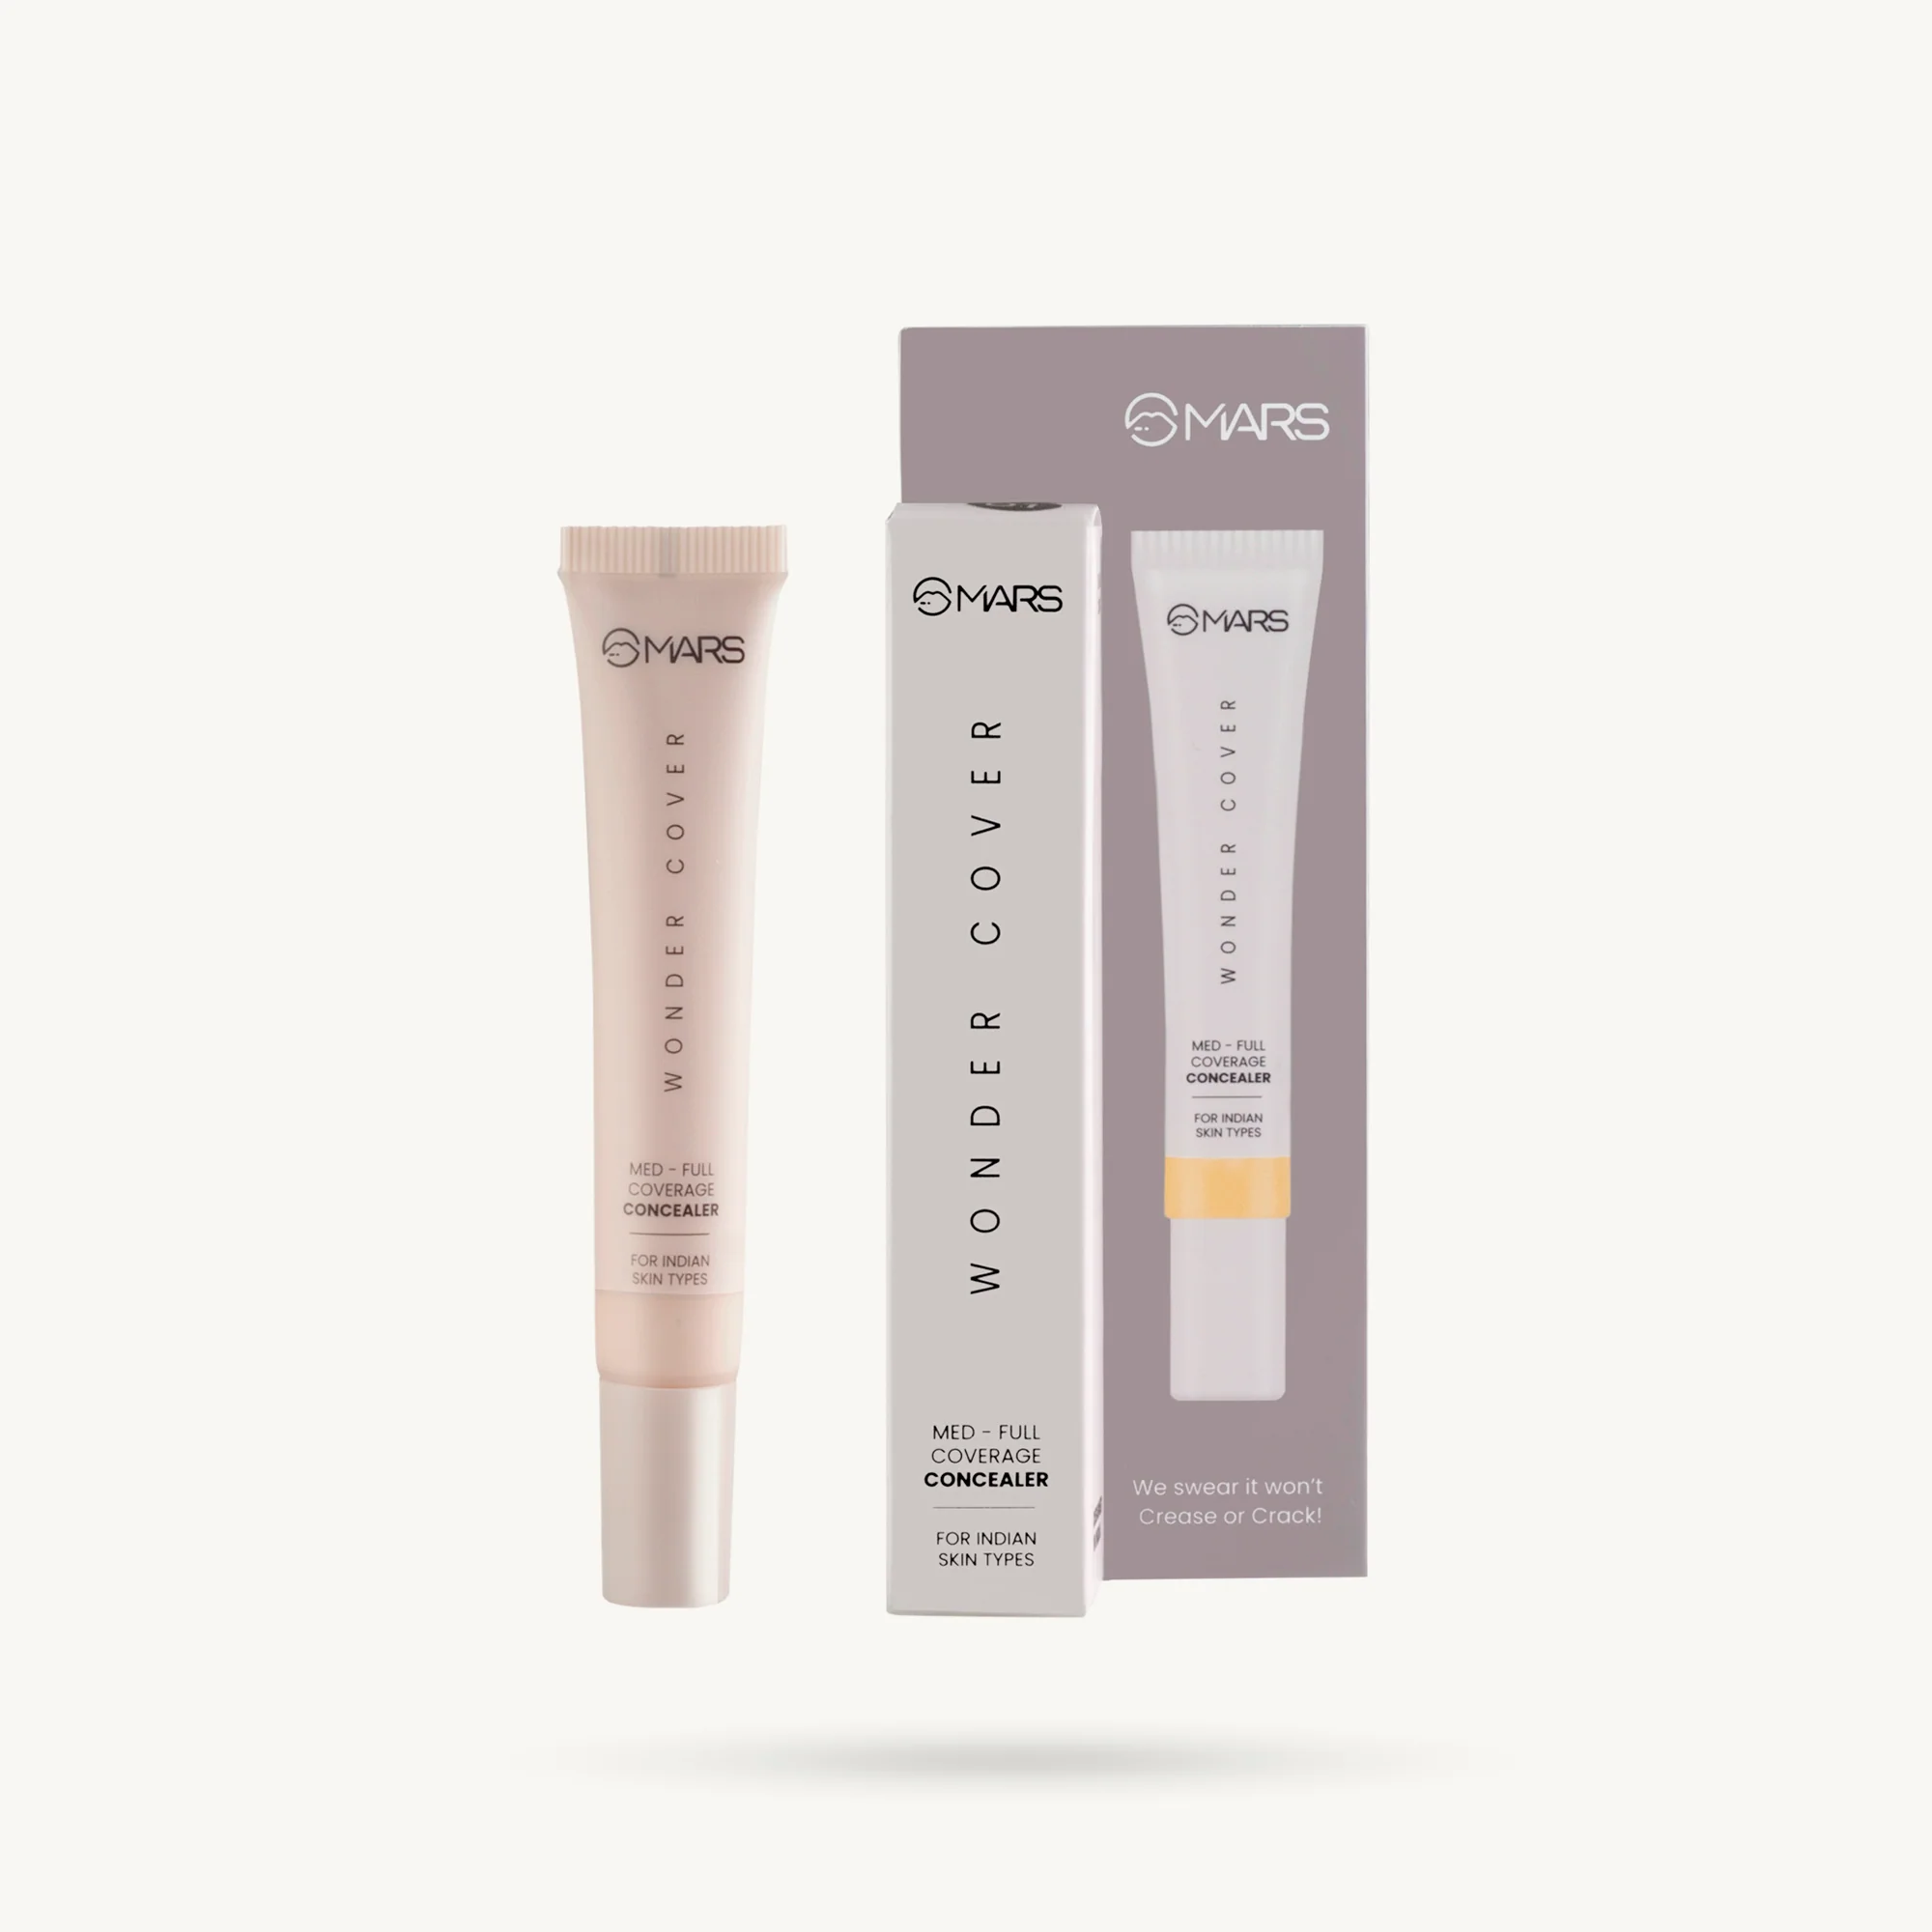 MARS
WONDER COVER
MED - FULL
COVERAGE
CONCEALER
FOR INDIAN
SKIN TYPES
MARS
WONDER COVER
MED - FULL
COVERAGE
CONCEALER
FOR INDIAN
SKIN TYPES
MARS
MARS
WONDER COVER
MED - FULL
COVERAGE
CONCEALER
FOR INDIAN
SKIN TYPES
We swear it won't
Crease or Crack!